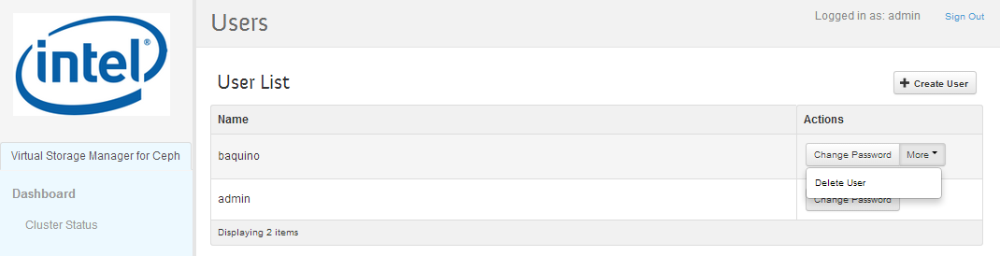 Users
Logged in as: admin
Sign Out
intel®
User List
Create User
Name
Actions
Virtual Storage Manager for Ceph
baquino
Change Password
More
Delete User
Dashboard
admin
Change Password
Cluster Status
Displaying 2 items